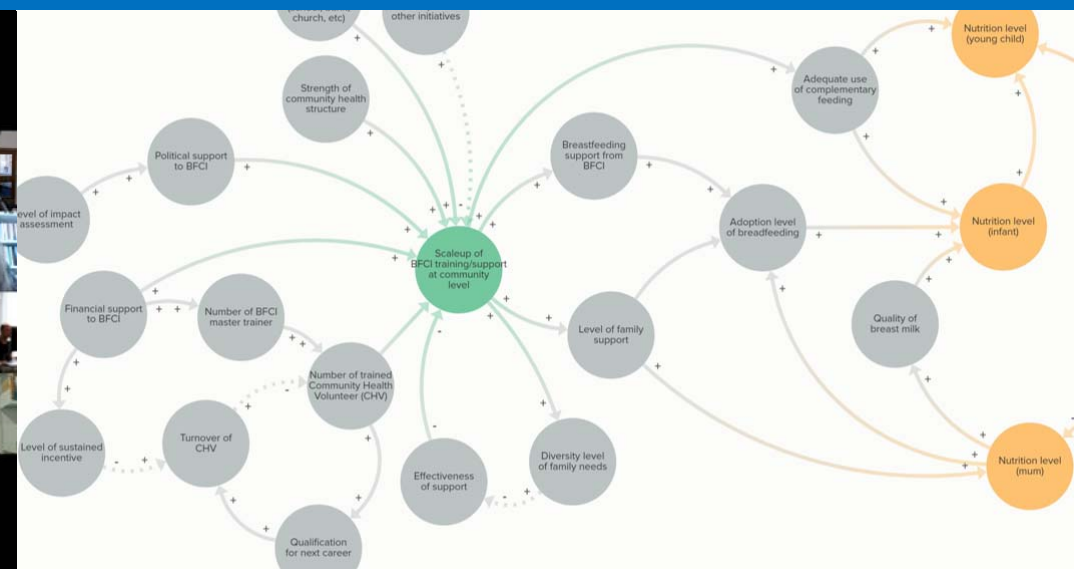 church, etc)
other initiatives
Nutrition level
(young child)
Strength of
community health
structure
Adequate use
of complementary
feeding
Political support
to BFCI
Breastfeeding
support from
BFCI
evel of impact
assessment
Adoption level
of breadfeeding
Nutrition level
(infant)
Scaleup of
BFCI training/support
at community
level
Financial support
to BFCI
Number of BFCI
master trainer
Level of family
support
Quality of
breast milk
Number of trained
Community Health
Volunteer (CHV)
Level of sustained
incentive
Turnover of
CHV
Effectiveness
of support
Diversity level
of family needs
Nutrition level
(mum)
Qualification
for next career